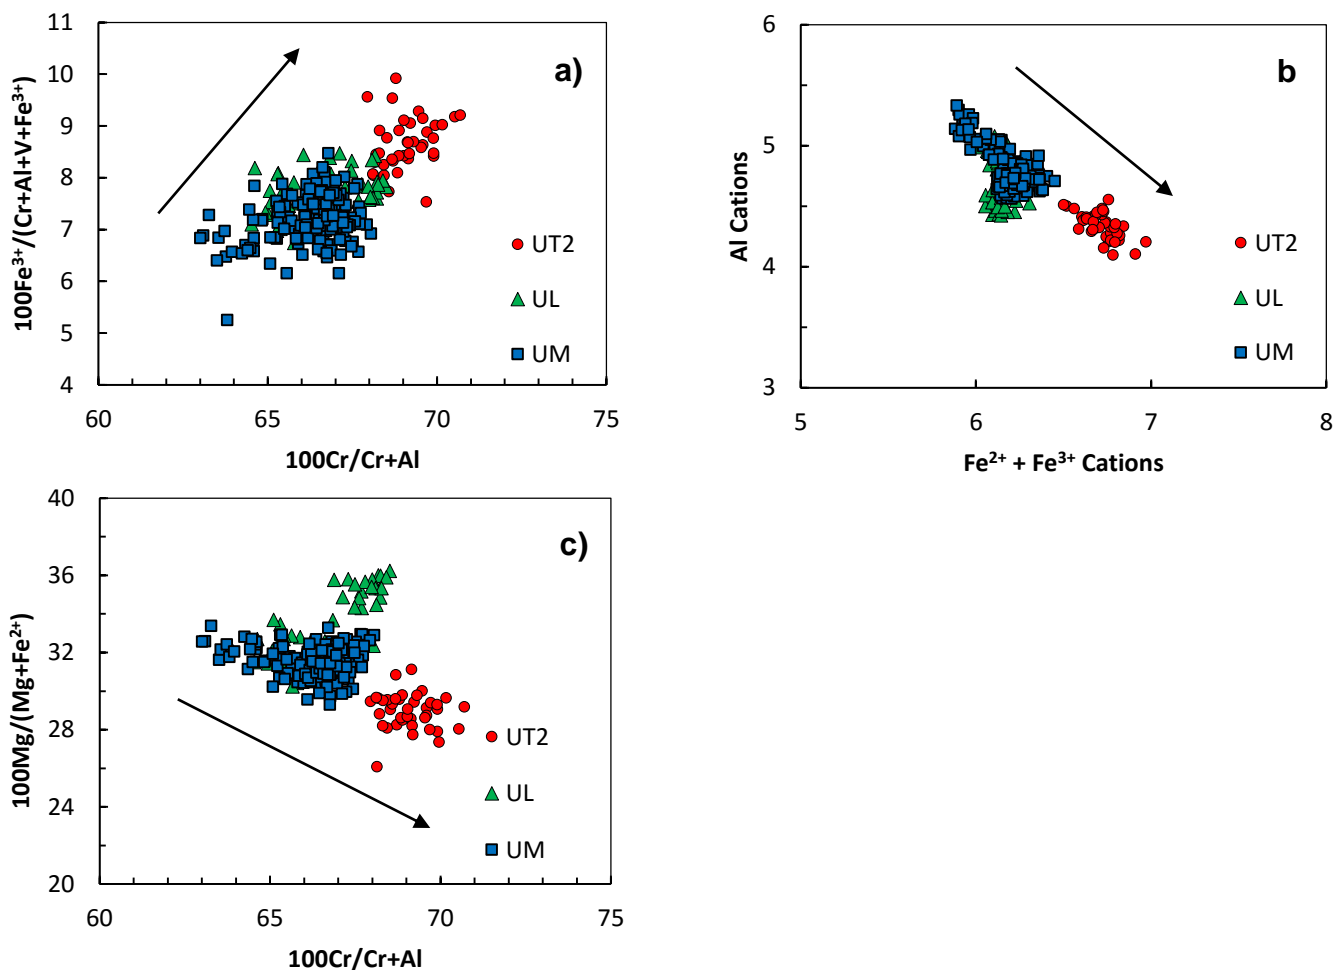 a)
100Fe³⁺/(Cr+Al+V+Fe³⁺)
11
10
9
8
7
6
5
4
60
65
70
75
100Cr/Cr+Al
UT2
UL
UM
b
Al Cations
6
5
4
3
5
6
7
8
Fe²⁺ + Fe³⁺ Cations
UT2
UL
UM
c)
100Mg/(Mg+Fe²⁺)
40
36
32
28
24
20
60
65
70
75
100Cr/Cr+Al
UT2
UL
UM